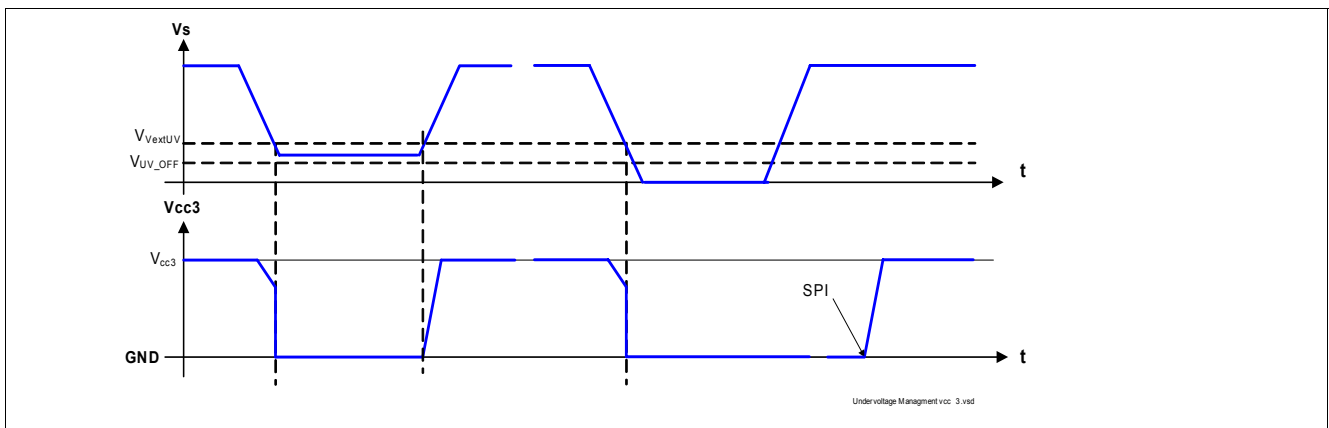 Vs
VVextUV
VUV_OFF
t
Vcc3
Vcc3
SPI
GND
t
Undervoltage Managment vcc 3.vsd